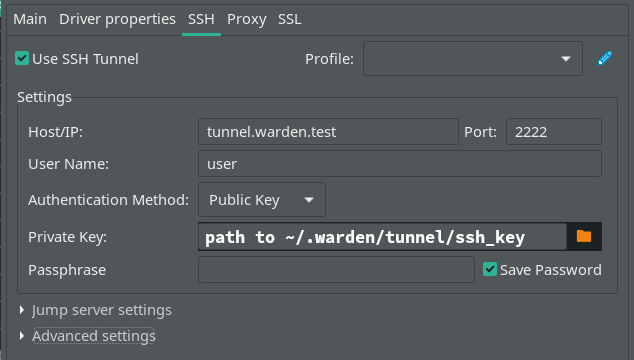 Main Driver properties SSH Proxy SSL
Use SSH Tunnel Profile:
Settings
Host/IP: tunnel.warden.test Port: 2222
User Name: user
Authentication Method: Public Key
Private Key: path to ~/.warden/tunnel/ssh_key
Passphrase Save Password
Jump server settings
Advanced settings